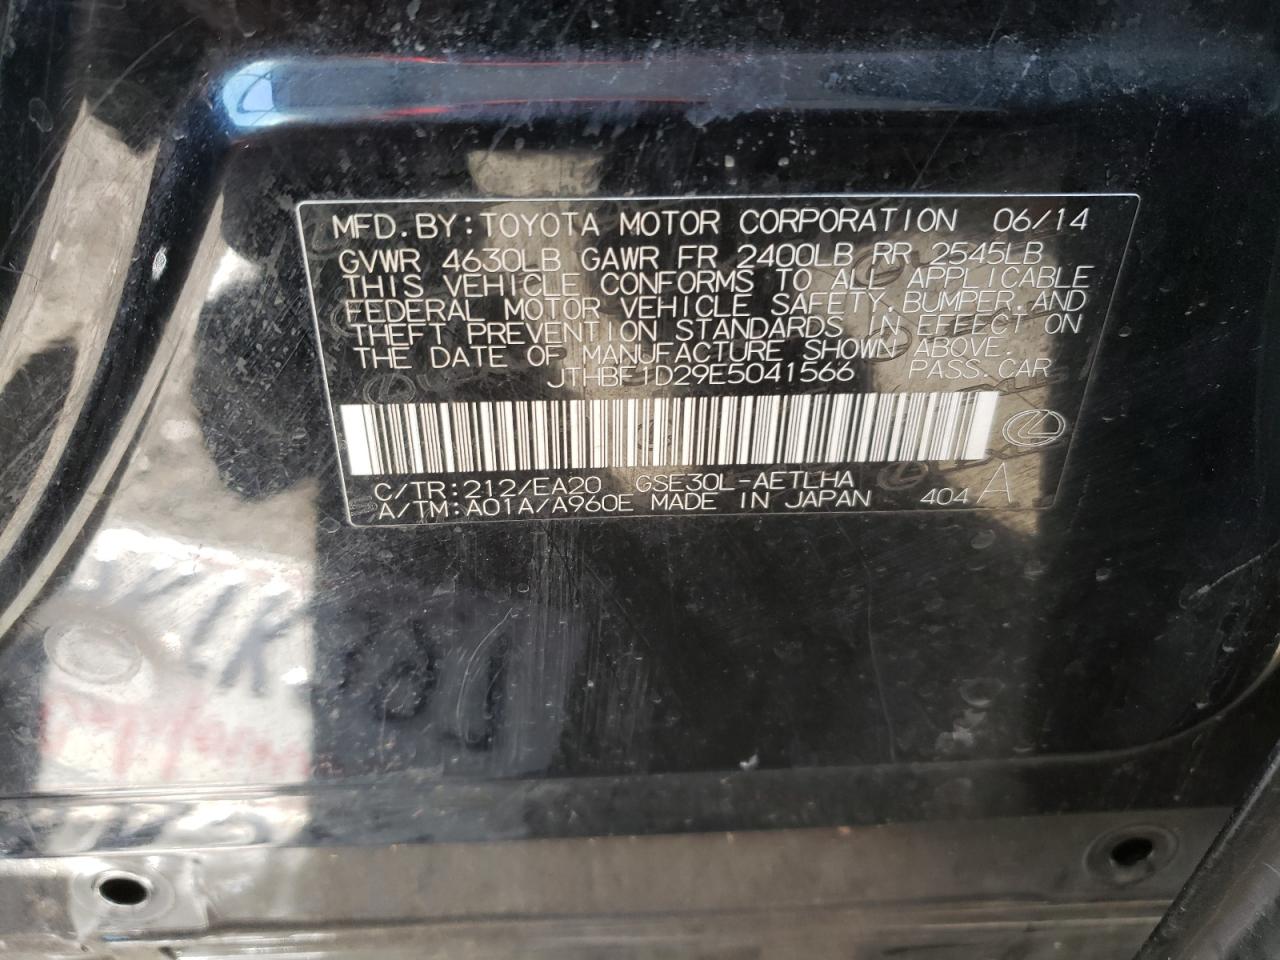 MFD.BY:TOYOTA MOTOR CORPORATION 06/14
GVWR 4630LB GAWR FR 2400LB RR 2545LB
THIS VEHICLE CONFORMS TO ALL APPLICABLE
FEDERAL MOTOR VEHICLE SAFETY,BUMPER,AND
THEFT PREVENTION STANDARDS IN EFFECT ON
THE DATE OF MANUFACTURE SHOWN ABOVE.
JTHBF1D29E5041566 PASS.CAR
C/TR:212/EA20 GSE30L-AETLHA
A/TM:A01A/A960E MADE IN JAPAN 404 A